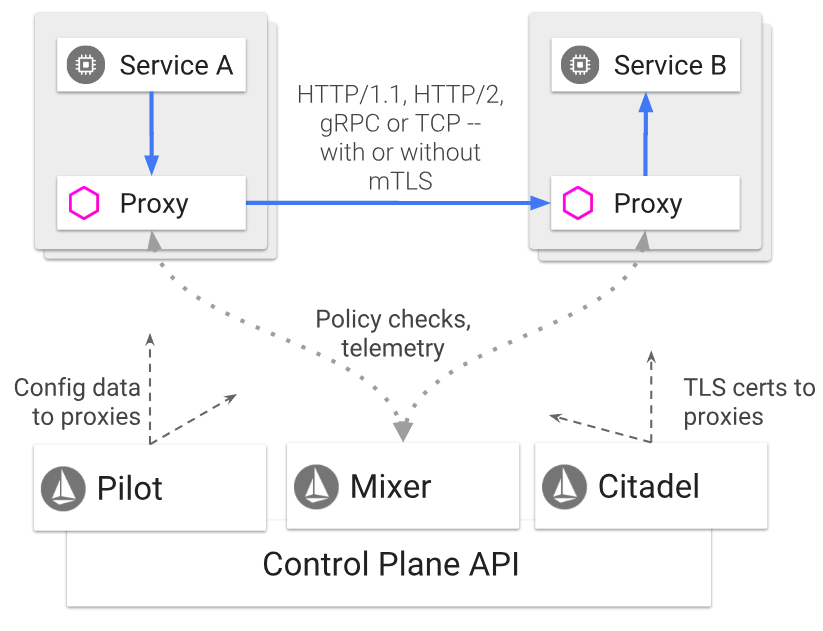 Service A
Service B
HTTP/1.1, HTTP/2,
gRPC or TCP --
with or without
mTLS
Proxy
Proxy
Policy checks,
telemetry
Config data
to proxies
TLS certs to
proxies
Pilot
Mixer
Citadel
Control Plane API